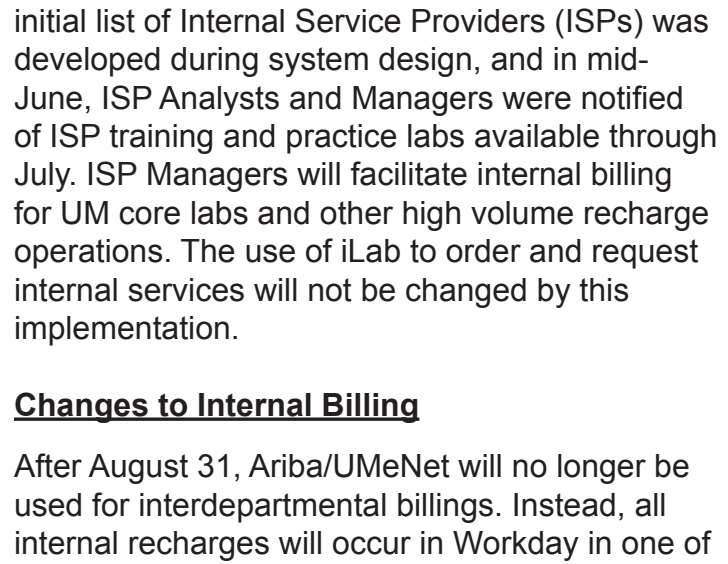 initial list of Internal Service Providers (ISPs) was
developed during system design, and in mid-
June, ISP Analysts and Managers were notified
of ISP training and practice labs available through
July. ISP Managers will facilitate internal billing
for UM core labs and other high volume recharge
operations. The use of iLab to order and request
internal services will not be changed by this
implementation.
Changes to Internal Billing
After August 31, Ariba/UMeNet will no longer be
used for interdepartmental billings. Instead, all
internal recharges will occur in Workday in one of